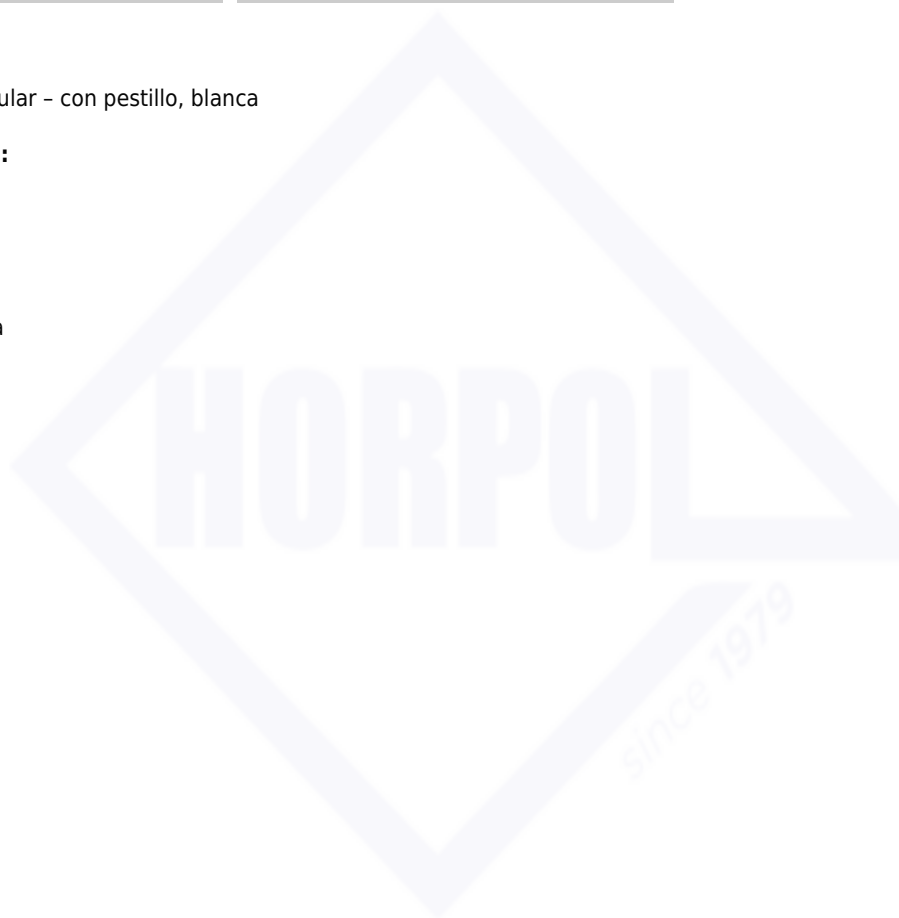 ular – con pestillo, blanca
:
a
HORPOL
since 1979